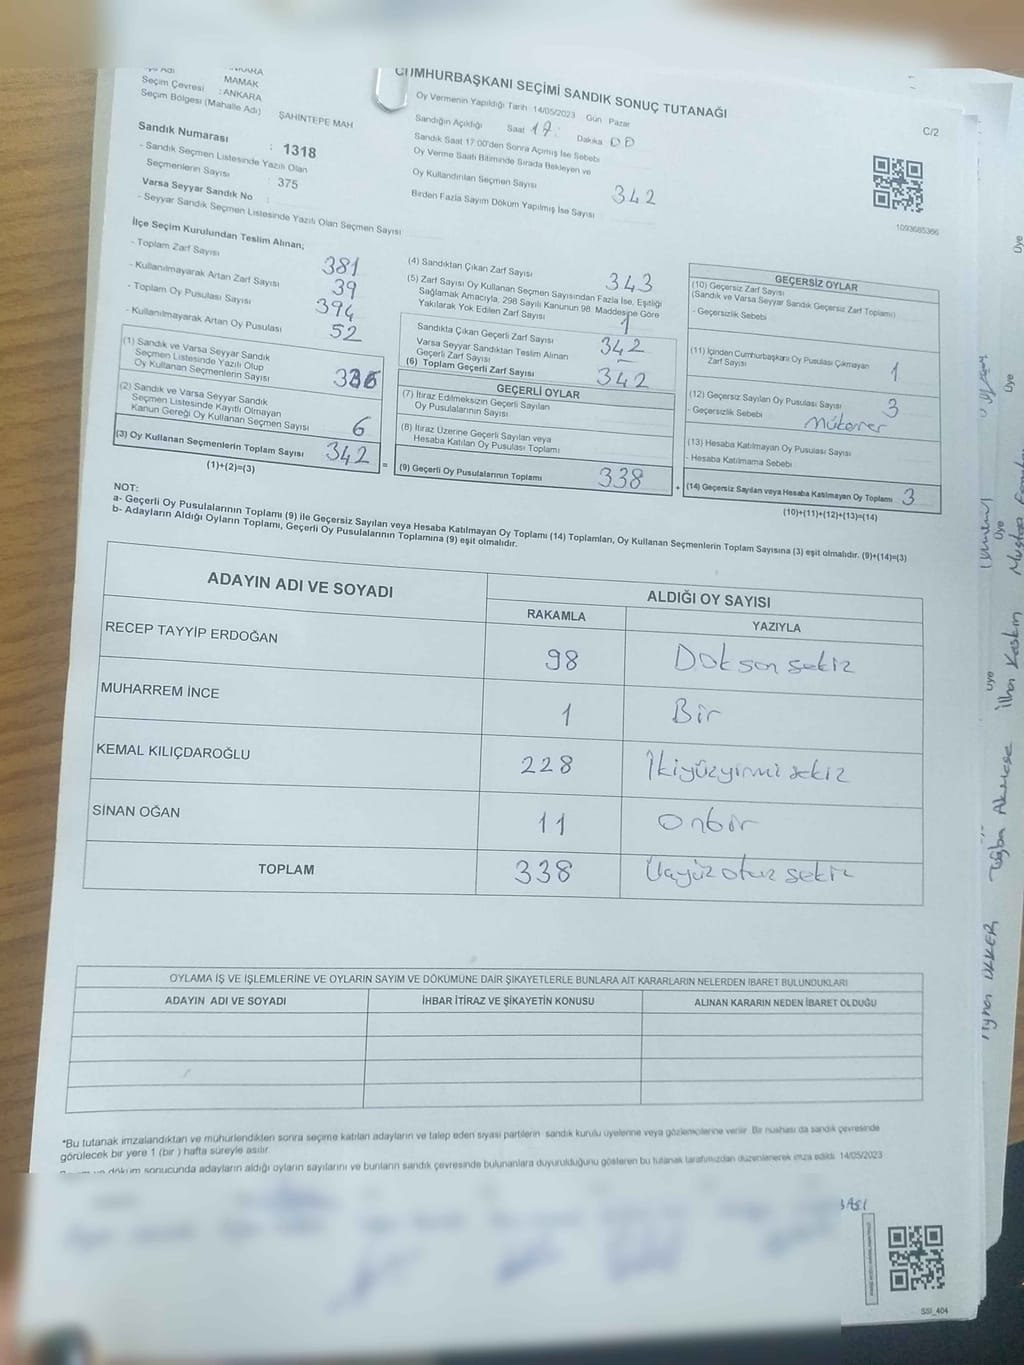 ANKARA
MAMAK
Seçim Çevresi : ANKARA
Seçim Bölgesi (Mahalle Adı) ŞAHİNTEPE MAH
Sandık Numarası : 1318
- Sandık Seçmen Listesinde Yazılı Olan
Seçmenlerin Sayısı : 375
Varsa Seyyar Sandık No :
- Seyyar Sandık Seçmen Listesinde Yazılı Olan Seçmen Sayısı
CUMHURBAŞKANI SEÇİMİ SANDIK SONUÇ TUTANAĞI
C/2
Oy Vermenin Yapıldığı Tarih: 14/05/2023 Gün : Pazar
Sandığın Açıldığı Saat 17: Dakika 00
Sandık Saat 17:00'den Sonra Açmış İse Sebebi
Oy Verme Saati Bitiminde Sırada Bekleyen ve
Oy Kullandırılan Seçmen Sayısı 342
Birden Fazla Sayım Döküm Yapılmış İse Sayısı
1093685366
İlçe Seçim Kurulundan Teslim Alınan;
- Toplam Zarf Sayısı 381
- Kullanılmayarak Artan Zarf Sayısı 39
- Toplam Oy Pusulası Sayısı 394
- Kullanılmayarak Artan Oy Pusulası 52
(1) Sandık ve Varsa Seyyar Sandık
Seçmen Listesinde Yazılı Olup
Oy Kullanan Seçmenlerin Sayısı 336
(2) Sandık ve Varsa Seyyar Sandık
Seçmen Listesinde Kayıtlı Olmayan
Kanun Gereği Oy Kullanan Seçmen Sayısı 6
(3) Oy Kullanan Seçmenlerin Toplam Sayısı 342
(1)+(2)=(3)
=
(4) Sandıktan Çıkan Zarf Sayısı 343
(5) Zarf Sayısı Oy Kullanan Seçmen Sayısından Fazla İse, Eşitliği
Sağlamak Amacıyla, 298 Sayılı Kanunun 98. Maddesine Göre
Yakılarak Yok Edilen Zarf Sayısı 1
Sandıkta Çıkan Geçerli Zarf Sayısı 342
Varsa Seyyar Sandıktan Teslim Alınan
Geçerli Zarf Sayısı -
(6) Toplam Geçerli Zarf Sayısı 342
GEÇERLİ OYLAR
(7) İtiraz Edilmeksizin Geçerli Sayılan
Oy Pusulalarının Sayısı
(8) İtiraz Üzerine Geçerli Sayılan veya
Hesaba Katılan Oy Pusulası Toplamı
(9) Geçerli Oy Pusulalarının Toplamı 338
+
GEÇERSİZ OYLAR
(10) Geçersiz Zarf Sayısı
(Sandık ve Varsa Seyyar Sandık Geçersiz Zarf Toplamı)
- Geçersizlik Sebebi
(11) İçinden Cumhurbaşkanı Oy Pusulası Çıkmayan
Zarf Sayısı 1
(12) Geçersiz Sayılan Oy Pusulası Sayısı 3
- Geçersizlik Sebebi
(13) Hesaba Katılmayan Oy Pusulası Sayısı
- Hesaba Katılmama Sebebi
(14) Geçersiz Sayılan veya Hesaba Katılmayan Oy Toplamı 3
(10)+(11)+(12)+(13)=(14)
NOT:
a- Geçerli Oy Pusulalarının Toplamı (9) ile Geçersiz Sayılan veya Hesaba Katılmayan Oy Toplamı (14) Toplamları, Oy Kullanan Seçmenlerin Toplam Sayısına (3) eşit olmalıdır. (9)+(14)=(3)
b- Adayların Aldığı Oyların Toplamı, Geçerli Oy Pusulalarının Toplamına (9) eşit olmalıdır.
ADAYIN ADI VE SOYADI
ALDIĞI OY SAYISI
RAKAMLA YAZIYLA
RECEP TAYYİP ERDOĞAN 98 Doksan sekiz
MUHARREM İNCE 1 Bir
KEMAL KILIÇDAROĞLU 228 İkiyüzyirmi sekiz
SİNAN OĞAN 11 Onbir
TOPLAM 338 Üçyüz otuz sekiz
OYLAMA İŞ VE İŞLEMLERİNE VE OYLARIN SAYIM VE DÖKÜMÜNE DAİR ŞİKAYETLERLE BUNLARA AİT KARARLARIN NELERDEN İBARET BULUNDUKLARI
ADAYIN ADI VE SOYADI İHBAR İTİRAZ VE ŞİKAYETİN KONUSU ALINAN KARARIN NEDEN İBARET OLDUĞU
*Bu tutanak imzalandıktan ve mühürlendikten sonra seçime katılan adayların ve talep eden siyasi partilerin sandık kurulu üyelerine veya gözlemcilerine verilir. Bir nüshası da sandık çevresinde
görülecek bir yere 1 (bir) hafta süreyle asılır.
döküm sonucunda adayların aldığı oyların sayılarını ve bunların sandık çevresinde bulunanlara duyurulduğunu gösteren bu tutanak tarafımızdan düzenlenerek imza edildi. 14/05/2023
SSI_404
Üye
Üye
Üye
Üye
İlhan Kaskın
Tuğba